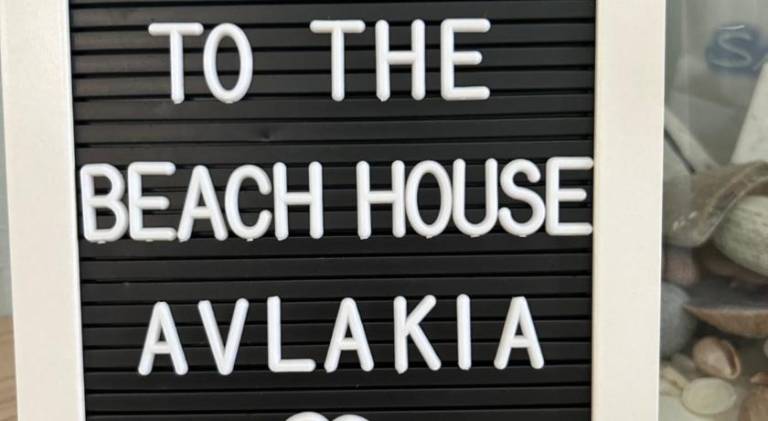 TO THE
BEACH HOUSE
AVLAKIA